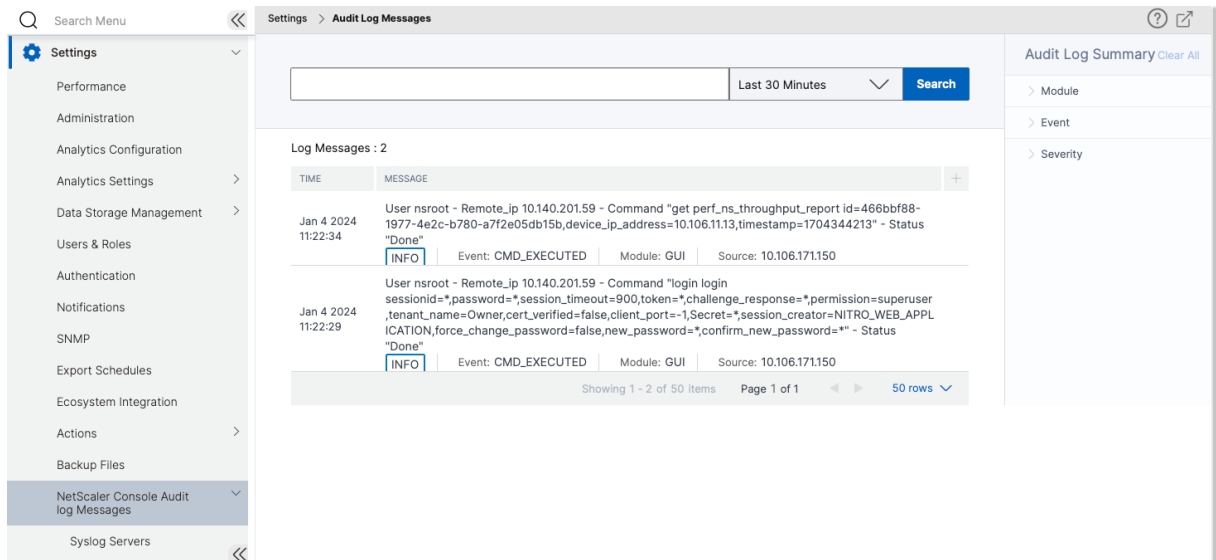 Search Menu
Settings
Performance
Administration
Analytics Configuration
Analytics Settings
Data Storage Management
Users & Roles
Authentication
Notifications
SNMP
Export Schedules
Ecosystem Integration
Actions
Backup Files
NetScaler Console Audit
log Messages
Syslog Servers
Settings > Audit Log Messages
Last 30 Minutes
Search
Log Messages : 2
TIME MESSAGE
Jan 4 2024
11:22:34
User nsroot - Remote_ip 10.140.201.59 - Command "get perf_ns_throughput_report id=466bbf88-
1977-4e2c-b780-a7f2e05db15b,device_ip_address=10.106.11.13,timestamp=1704344213" - Status
"Done"
INFO Event: CMD_EXECUTED Module: GUI Source: 10.106.171.150
Jan 4 2024
11:22:29
User nsroot - Remote_ip 10.140.201.59 - Command "login login
sessionid=*,password=*,session_timeout=900,token=*,challenge_response=*,permission=superuser
,tenant_name=Owner,cert_verified=false,client_port=-1,Secret=*,session_creator=NITRO_WEB_APPL
ICATION,force_change_password=false,new_password=*,confirm_new_password=*" - Status
"Done"
INFO Event: CMD_EXECUTED Module: GUI Source: 10.106.171.150
Showing 1 - 2 of 50 items Page 1 of 1 50 rows
Audit Log Summary Clear All
Module
Event
Severity